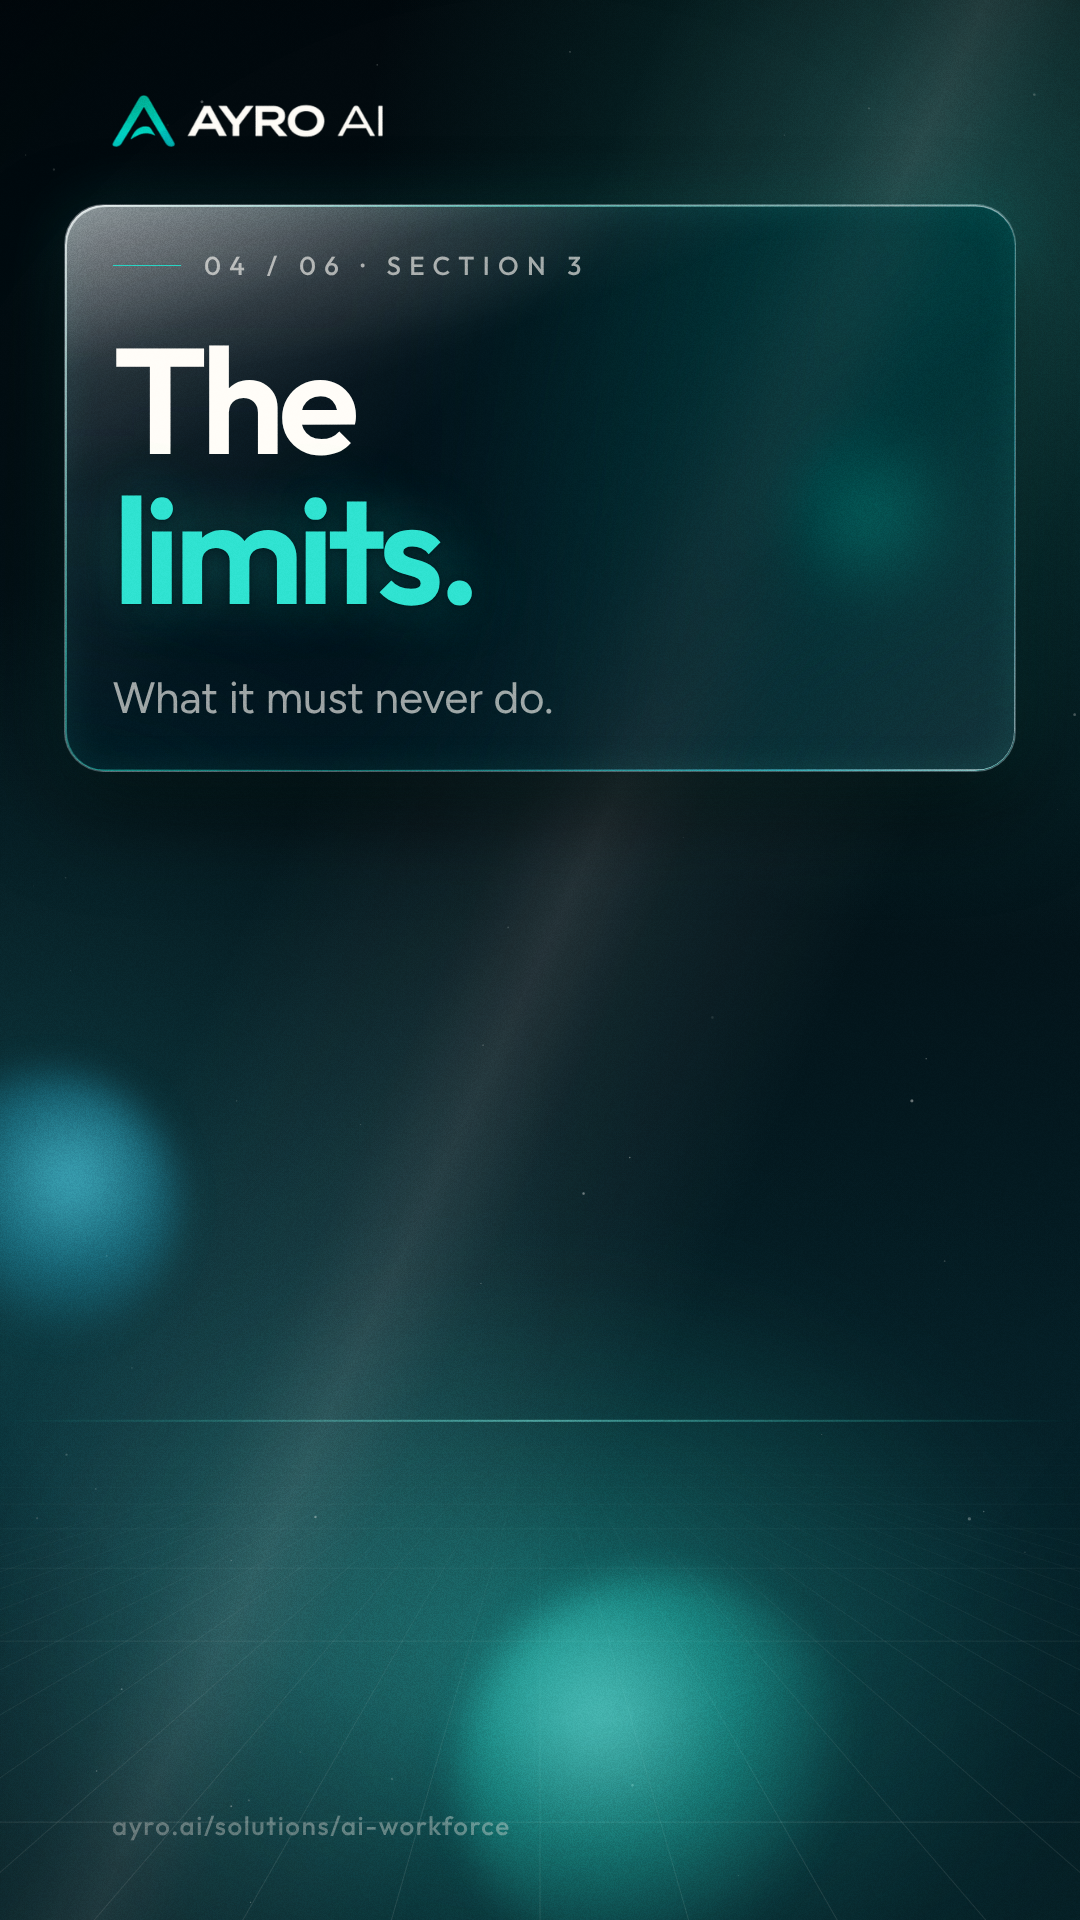 AYRO AI
04 / 06 · SECTION 3
The
limits.
What it must never do.
ayro.ai/solutions/ai-workforce